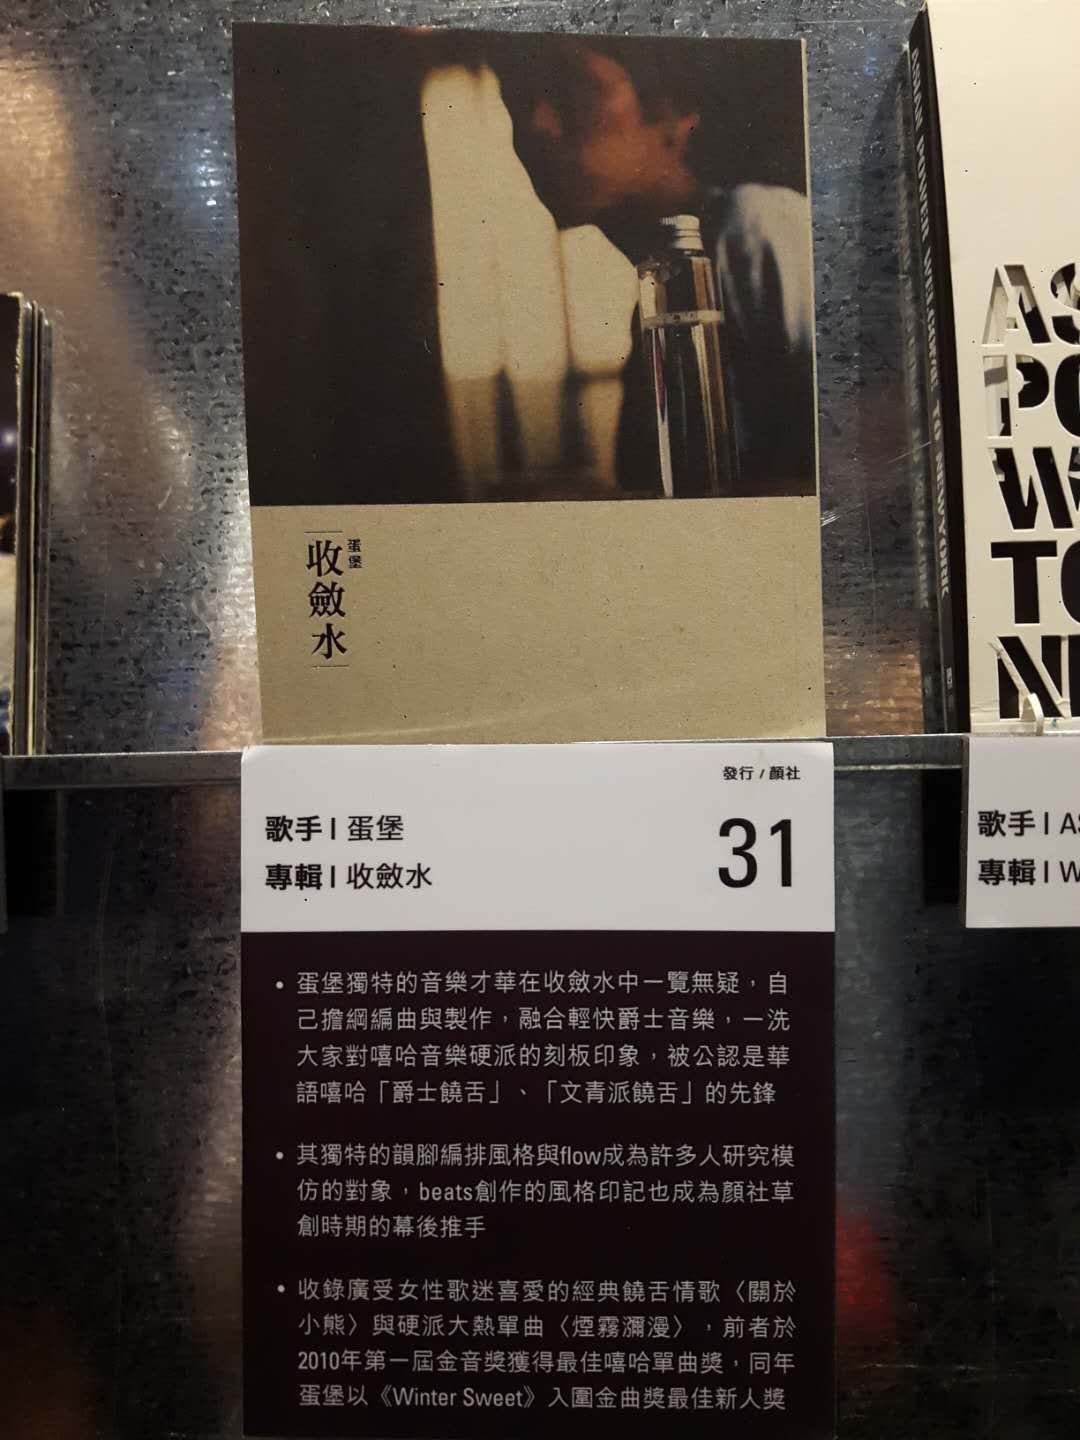 蛋堡
收斂水
DESIGN POWER WELCOME TO NEW YORK
AS
PO
W
TO
NE
發行 / 顏社
歌手 | 蛋堡
31
專輯 | 收斂水
歌手 | AS
專輯 | W
• 蛋堡獨特的音樂才華在收斂水中一覽無疑，自
己擔綱編曲與製作，融合輕快爵士音樂，一洗
大家對嘻哈音樂硬派的刻板印象，被公認是華
語嘻哈「爵士饒舌」、「文青派饒舌」的先鋒
• 其獨特的韻腳編排風格與flow成為許多人研究模
仿的對象，beats創作的風格印記也成為顏社草
創時期的幕後推手
• 收錄廣受女性歌迷喜愛的經典饒舌情歌〈關於
小熊〉與硬派大熱單曲〈煙霧瀰漫〉，前者於
2010年第一屆金音獎獲得最佳嘻哈單曲獎，同年
蛋堡以《Winter Sweet》入圍金曲獎最佳新人獎